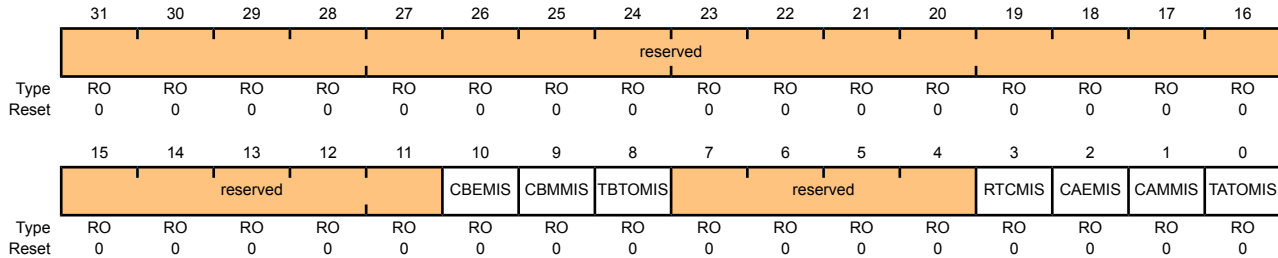 31 30 29 28 27 26 25 24 23 22 21 20 19 18 17 16
reserved
Type RO RO RO RO RO RO RO RO RO RO RO RO RO RO RO RO
Reset 0 0 0 0 0 0 0 0 0 0 0 0 0 0 0 0
15 14 13 12 11 10 9 8 7 6 5 4 3 2 1 0
reserved CBEMIS CBMMIS TBTOMIS reserved RTCMIS CAEMIS CAMMIS TATOMIS
Type RO RO RO RO RO RO RO RO RO RO RO RO RO RO RO RO
Reset 0 0 0 0 0 0 0 0 0 0 0 0 0 0 0 0